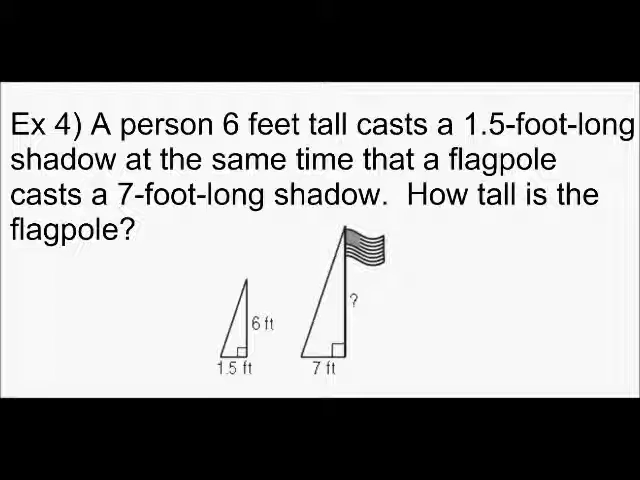 Ex 4) A person 6 feet tall casts a 1.5-foot-long
shadow at the same time that a flagpole
casts a 7-foot-long shadow.  How tall is the
flagpole?
?
6 ft
1.5 ft
7 ft